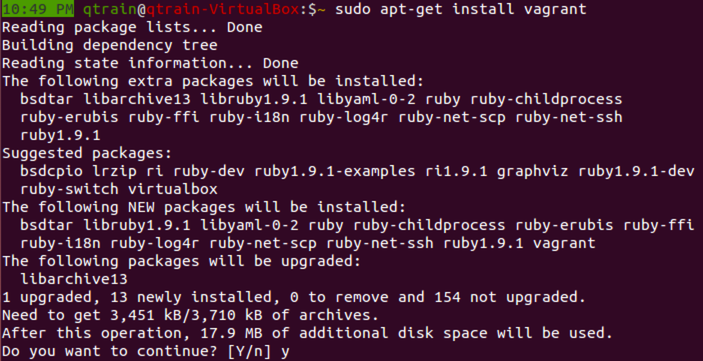 10:49 PM qtrain@qtrain-VirtualBox:$~ sudo apt-get install vagrant
Reading package lists... Done
Building dependency tree
Reading state information... Done
The following extra packages will be installed:
  bsdtar libarchive13 libruby1.9.1 libyaml-0-2 ruby ruby-childprocess
  ruby-erubis ruby-ffi ruby-i18n ruby-log4r ruby-net-scp ruby-net-ssh
  ruby1.9.1
Suggested packages:
  bsdcpio lrzip ri ruby-dev ruby1.9.1-examples ri1.9.1 graphviz ruby1.9.1-dev
  ruby-switch virtualbox
The following NEW packages will be installed:
  bsdtar libruby1.9.1 libyaml-0-2 ruby ruby-childprocess ruby-erubis ruby-ffi
  ruby-i18n ruby-log4r ruby-net-scp ruby-net-ssh ruby1.9.1 vagrant
The following packages will be upgraded:
  libarchive13
1 upgraded, 13 newly installed, 0 to remove and 154 not upgraded.
Need to get 3,451 kB/3,710 kB of archives.
After this operation, 17.9 MB of additional disk space will be used.
Do you want to continue? [Y/n] y